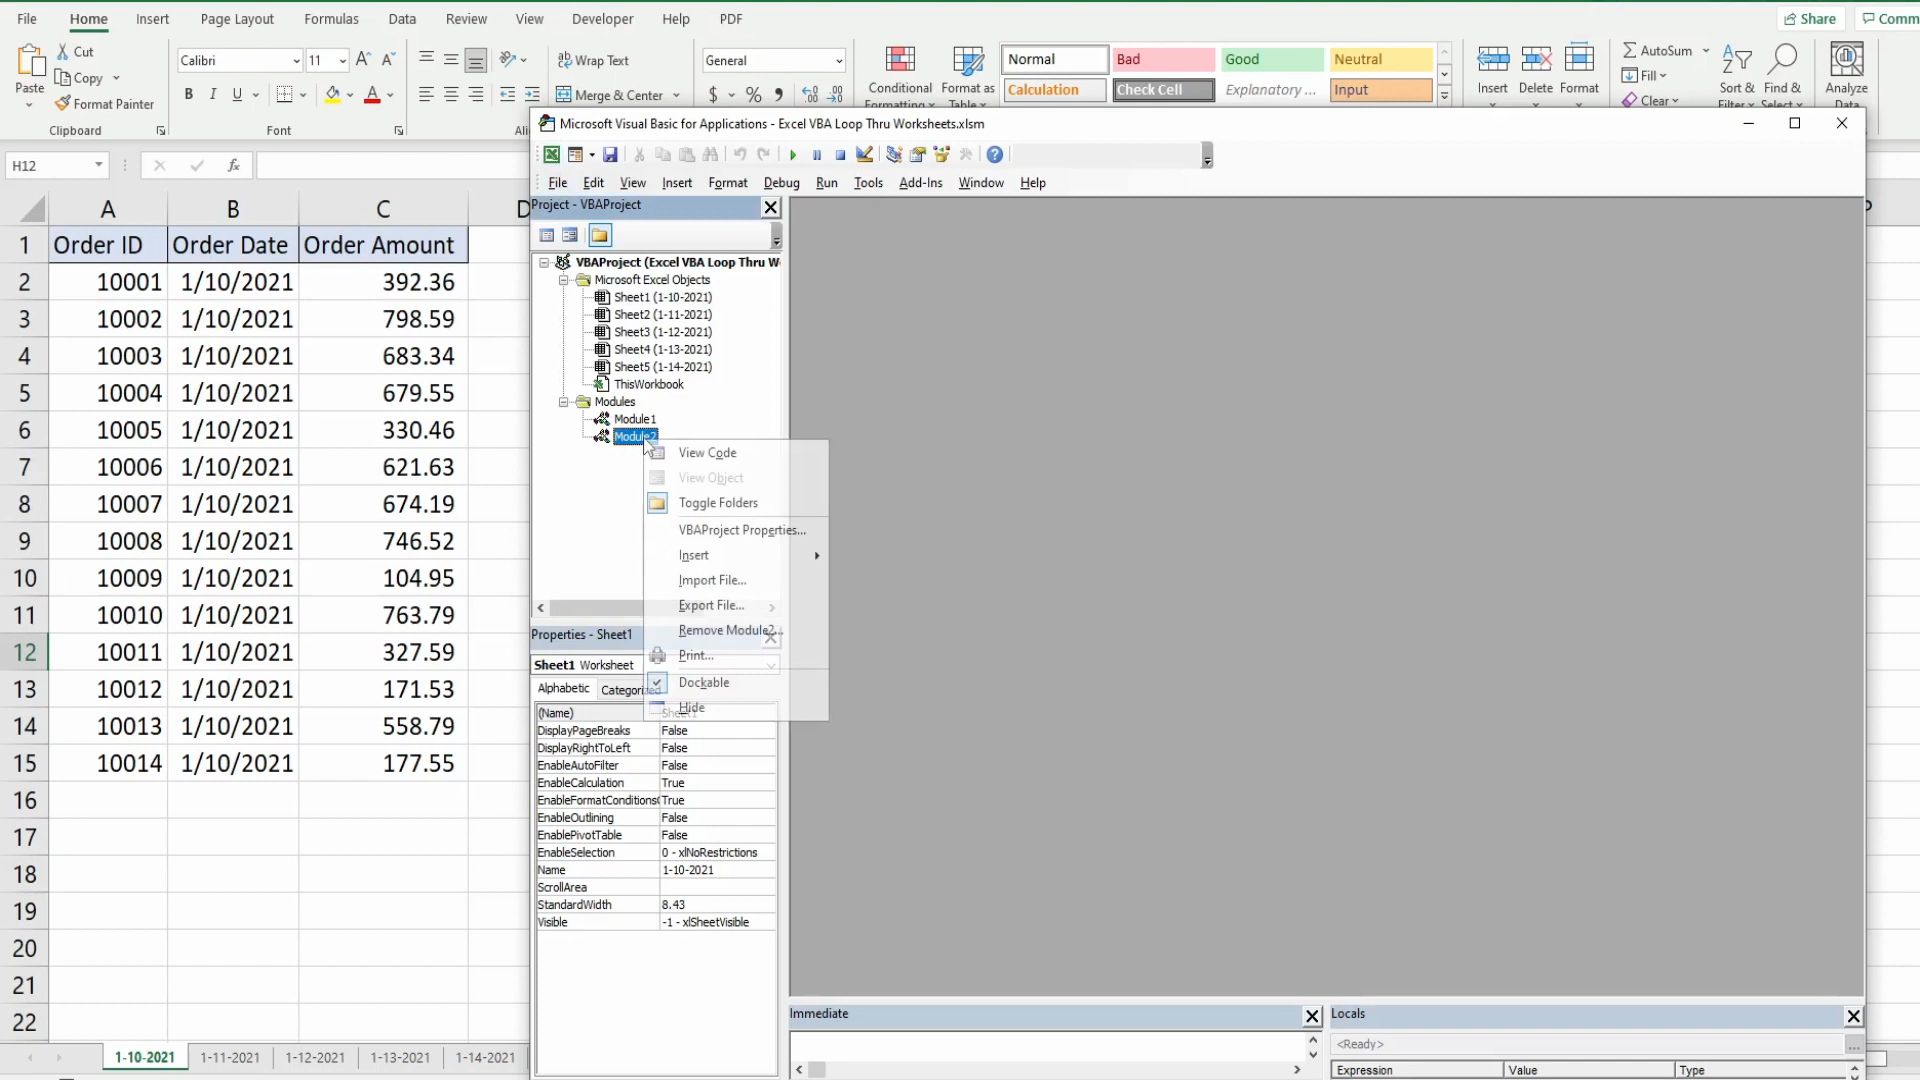 File Home Insert Page Layout Formulas Data Review View Developer Help PDF Share Comm
Paste Cut Copy Format Painter Clipboard
Calibri 11 B I U Font
Wrap Text Merge & Center
General $ % 9
Conditional Formatting Format as Table
Normal Bad Good Neutral
Calculation Check Cell Explanatory ... Input
Insert Delete Format
AutoSum Fill Clear Sort & Filter Find & Select Analyze Data
H12 fx
Microsoft Visual Basic for Applications - Excel VBA Loop Thru Worksheets.xlsm
File Edit View Insert Format Debug Run Tools Add-Ins Window Help
A B C D
1 Order ID Order Date Order Amount
2 10001 1/10/2021 392.36
3 10002 1/10/2021 798.59
4 10003 1/10/2021 683.34
5 10004 1/10/2021 679.55
6 10005 1/10/2021 330.46
7 10006 1/10/2021 621.63
8 10007 1/10/2021 674.19
9 10008 1/10/2021 746.52
10 10009 1/10/2021 104.95
11 10010 1/10/2021 763.79
12 10011 1/10/2021 327.59
13 10012 1/10/2021 171.53
14 10013 1/10/2021 558.79
15 10014 1/10/2021 177.55
16
17
18
19
20
21
22
1-10-2021 1-11-2021 1-12-2021 1-13-2021 1-14-2021
Project - VBAProject
VBAProject (Excel VBA Loop Thru W
Microsoft Excel Objects
Sheet1 (1-10-2021)
Sheet2 (1-11-2021)
Sheet3 (1-12-2021)
Sheet4 (1-13-2021)
Sheet5 (1-14-2021)
ThisWorkbook
Modules
Module1
Module2
View Code
View Object
Toggle Folders
VBAProject Properties...
Insert
Import File...
Export File...
Remove Module2...
Print...
Dockable
Hide
Properties - Sheet1
Sheet1 Worksheet
Alphabetic Categorized
(Name) Sheet1
DisplayPageBreaks False
DisplayRightToLeft False
EnableAutoFilter False
EnableCalculation True
EnableFormatConditions True
EnableOutlining False
EnablePivotTable False
EnableSelection 0 - xlNoRestrictions
Name 1-10-2021
ScrollArea
StandardWidth 8.43
Visible -1 - xlSheetVisible
Immediate
Locals
<Ready>
Expression Value Type